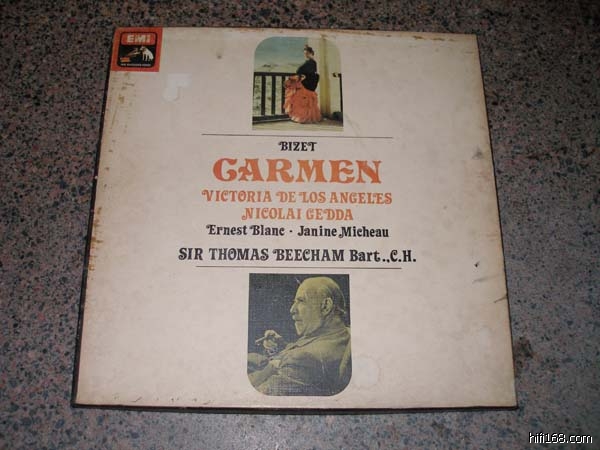 EMI
BIZET
CARMEN
VICTORIA DE LOS ANGELES
NICOLAI GEDDA
Ernest Blanc · Janine Micheau
SIR THOMAS BEECHAM Bart.,C.H.
hifi168.com